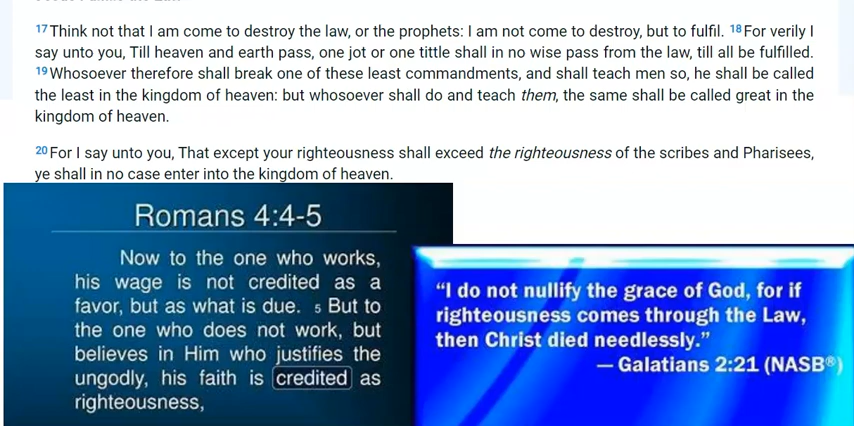 17 Think not that I am come to destroy the law, or the prophets: I am not come to destroy, but to fulfil. 18 For verily I
say unto you, Till heaven and earth pass, one jot or one tittle shall in no wise pass from the law, till all be fulfilled.
19 Whosoever therefore shall break one of these least commandments, and shall teach men so, he shall be called
the least in the kingdom of heaven: but whosoever shall do and teach them, the same shall be called great in the
kingdom of heaven.
20 For I say unto you, That except your righteousness shall exceed the righteousness of the scribes and Pharisees,
ye shall in no case enter into the kingdom of heaven.
Romans 4:4-5
Now to the one who works,
his wage is not credited as a
favor, but as what is due. 5 But to
the one who does not work, but
believes in Him who justifies the
ungodly, his faith is credited as
righteousness,
“I do not nullify the grace of God, for if
righteousness comes through the Law,
then Christ died needlessly.”
— Galatians 2:21 (NASB®)